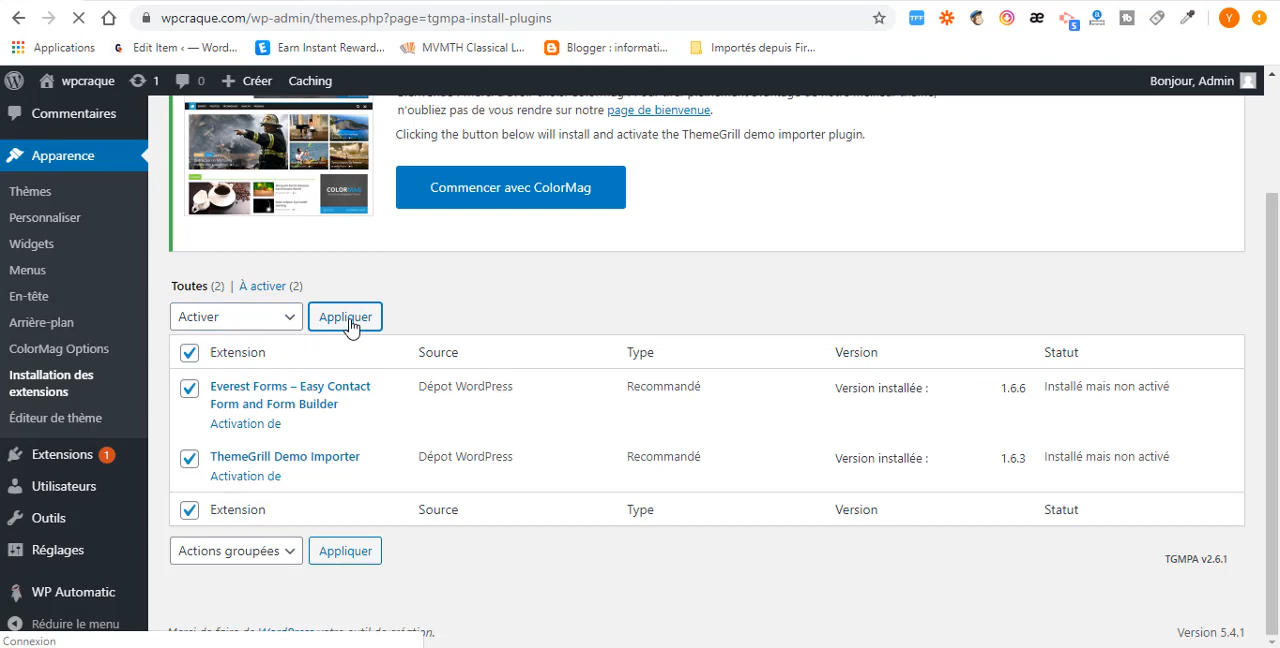 wpcraque.com/wp-admin/themes.php?page=tgmpa-install-plugins
Applications
Edit Item ‹ — Word...
Earn Instant Reward...
MVMTH Classical L...
Blogger : informati...
Importés depuis Fir...
wpcraque
1
0
Créer
Caching
Bonjour, Admin
Commentaires
Apparence
Thèmes
Personnaliser
Widgets
Menus
En-tête
Arrière-plan
ColorMag Options
Installation des
extensions
Éditeur de thème
Extensions 1
Utilisateurs
Outils
Réglages
WP Automatic
Réduire le menu
Connexion
n'oubliez pas de vous rendre sur notre page de bienvenue.
Clicking the button below will install and activate the ThemeGrill demo importer plugin.
COLORMAG
Commencer avec ColorMag
Toutes (2) | À activer (2)
Activer
Appliquer
Extension Source Type Version Statut
Everest Forms – Easy Contact
Form and Form Builder
Activation de
Dépot WordPress
Recommandé
Version installée : 1.6.6
Installé mais non activé
ThemeGrill Demo Importer
Activation de
Dépot WordPress
Recommandé
Version installée : 1.6.3
Installé mais non activé
Extension Source Type Version Statut
Actions groupées
Appliquer
TGMPA v2.6.1
Merci de faire de WordPress votre outil de création.
Version 5.4.1